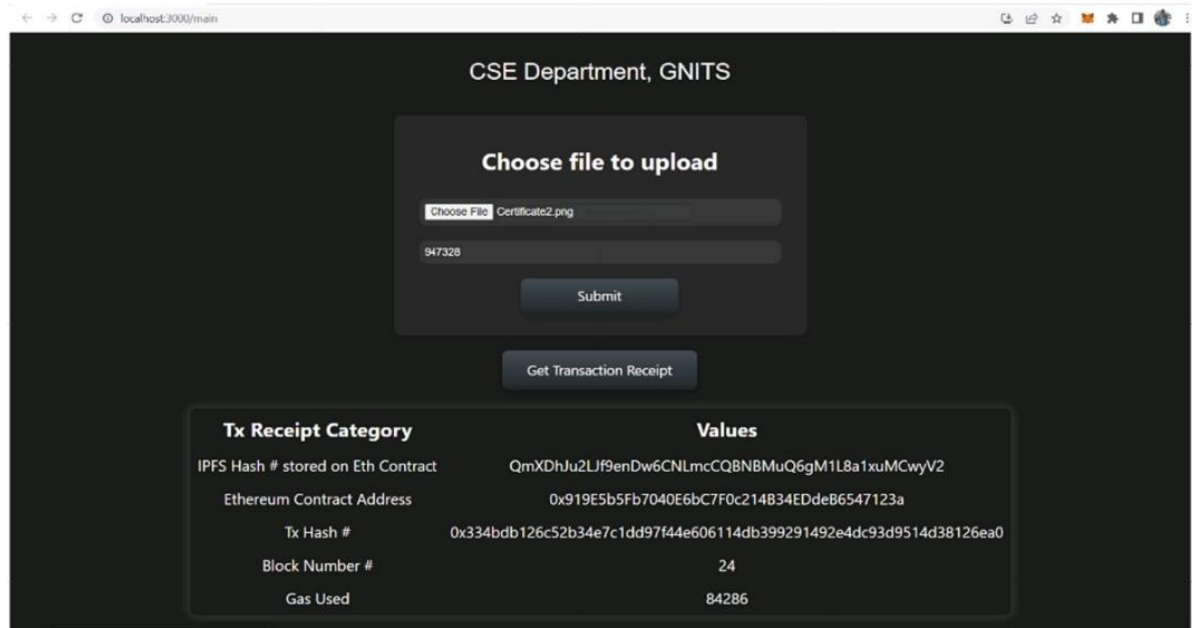 localhost:3000/main
CSE Department, GNITS
Choose file to upload
Choose File Certificate2.png
947328
Submit
Get Transaction Receipt
Tx Receipt Category Values
IPFS Hash # stored on Eth Contract QmXDhJu2LJf9enDw6CNLmcCQBNBMuQ6gM1L8a1xuMCwyV2
Ethereum Contract Address 0x919E5b5Fb7040E6bC7F0c214B34EDdeB6547123a
Tx Hash # 0x334bdb126c52b34e7c1dd97f44e606114db399291492e4dc93d9514d38126ea0
Block Number # 24
Gas Used 84286